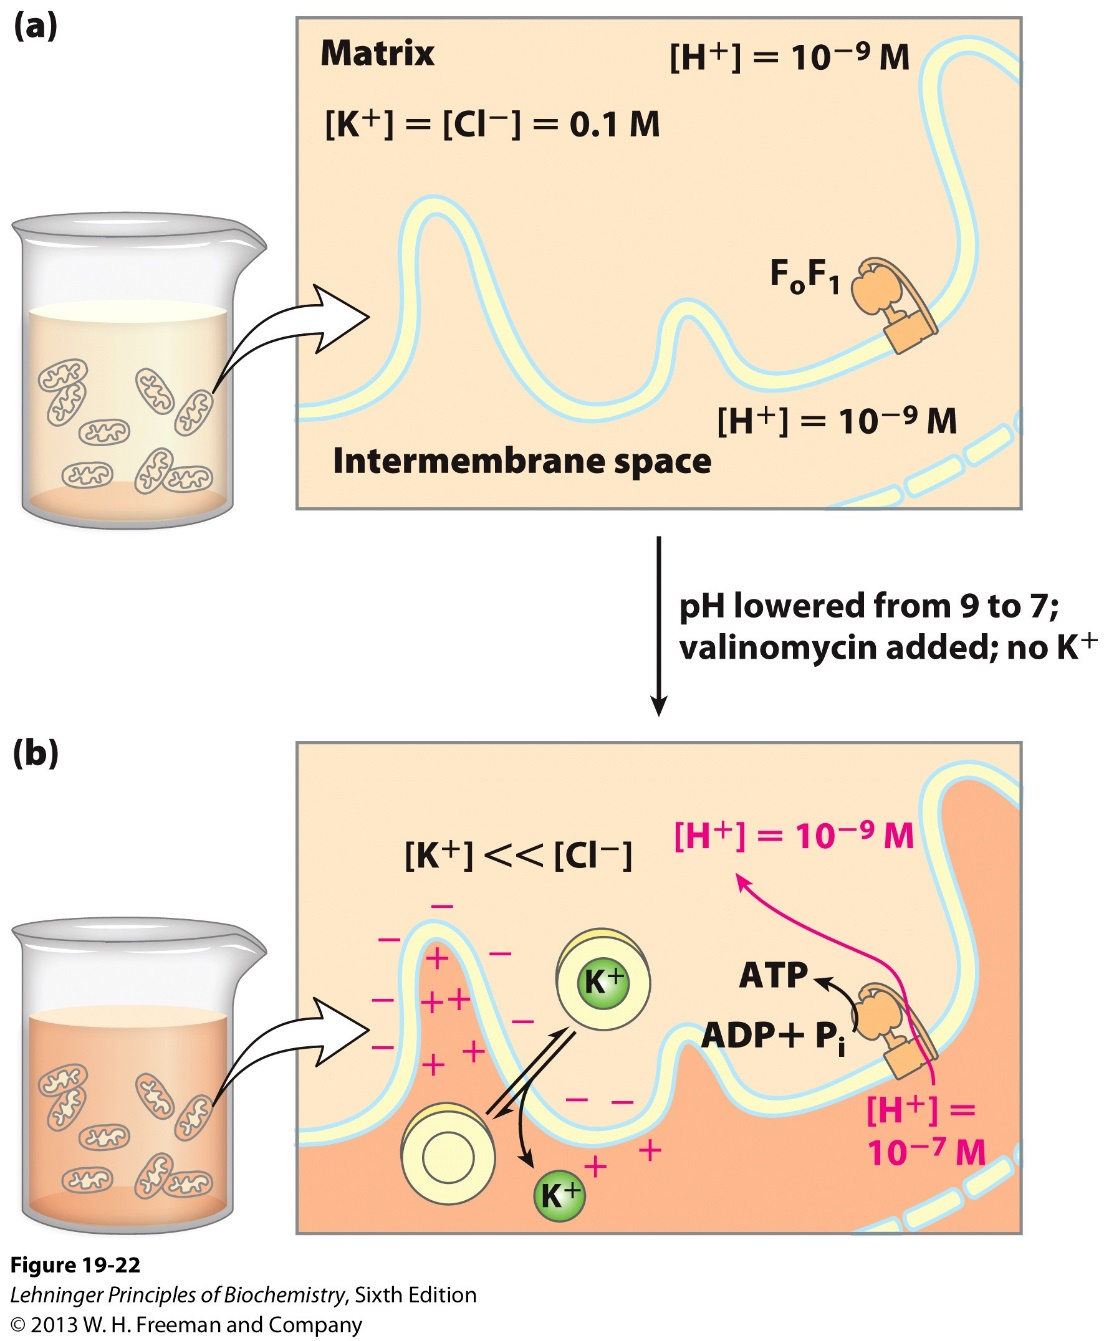 (a)
Matrix
[H⁺] = 10⁻⁹ M
[K⁺] = [Cl⁻] = 0.1 M
FₒF₁
[H⁺] = 10⁻⁹ M
Intermembrane space
pH lowered from 9 to 7;
valinomycin added; no K⁺
(b)
[H⁺] = 10⁻⁹ M
[K⁺] << [Cl⁻]
K⁺
ATP
ADP + Pᵢ
[H⁺] =
10⁻⁷ M
K⁺
Figure 19-22
Lehninger Principles of Biochemistry, Sixth Edition
© 2013 W. H. Freeman and Company